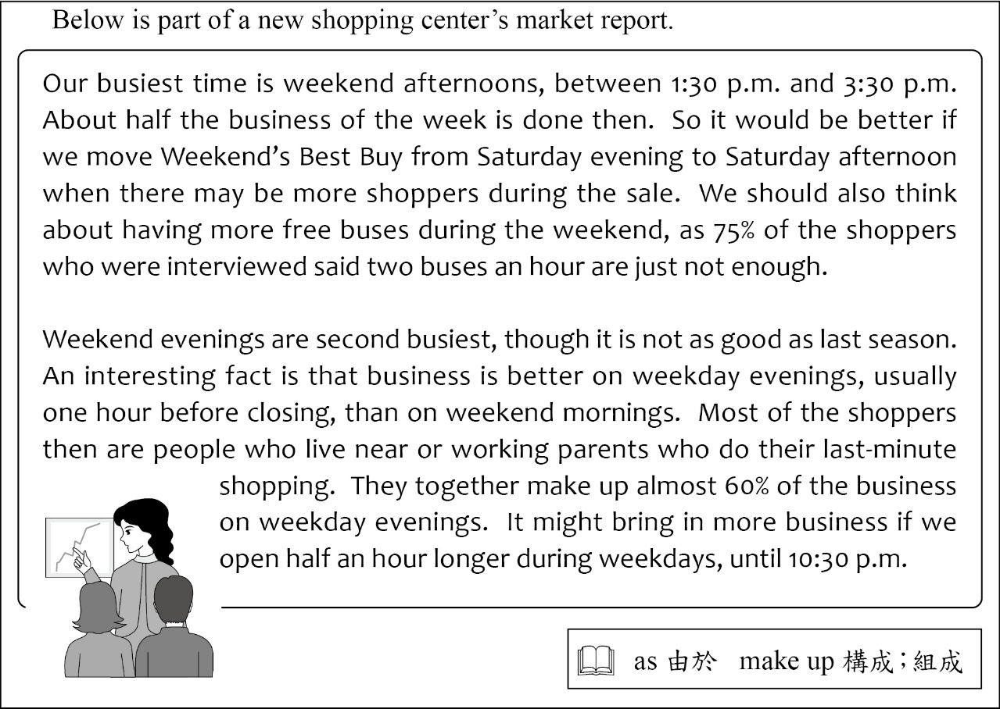 Below is part of a new shopping center's market report.
Our busiest time is weekend afternoons, between 1:30 p.m. and 3:30 p.m.
About half the business of the week is done then. So it would be better if
we move Weekend's Best Buy from Saturday evening to Saturday afternoon
when there may be more shoppers during the sale. We should also think
about having more free buses during the weekend, as 75% of the shoppers
who were interviewed said two buses an hour are just not enough.
Weekend evenings are second busiest, though it is not as good as last season.
An interesting fact is that business is better on weekday evenings, usually
one hour before closing, than on weekend mornings. Most of the shoppers
then are people who live near or working parents who do their last-minute
shopping. They together make up almost 60% of the business
on weekday evenings. It might bring in more business if we
open half an hour longer during weekdays, until 10:30 p.m.
as 由於 make up 構成；組成